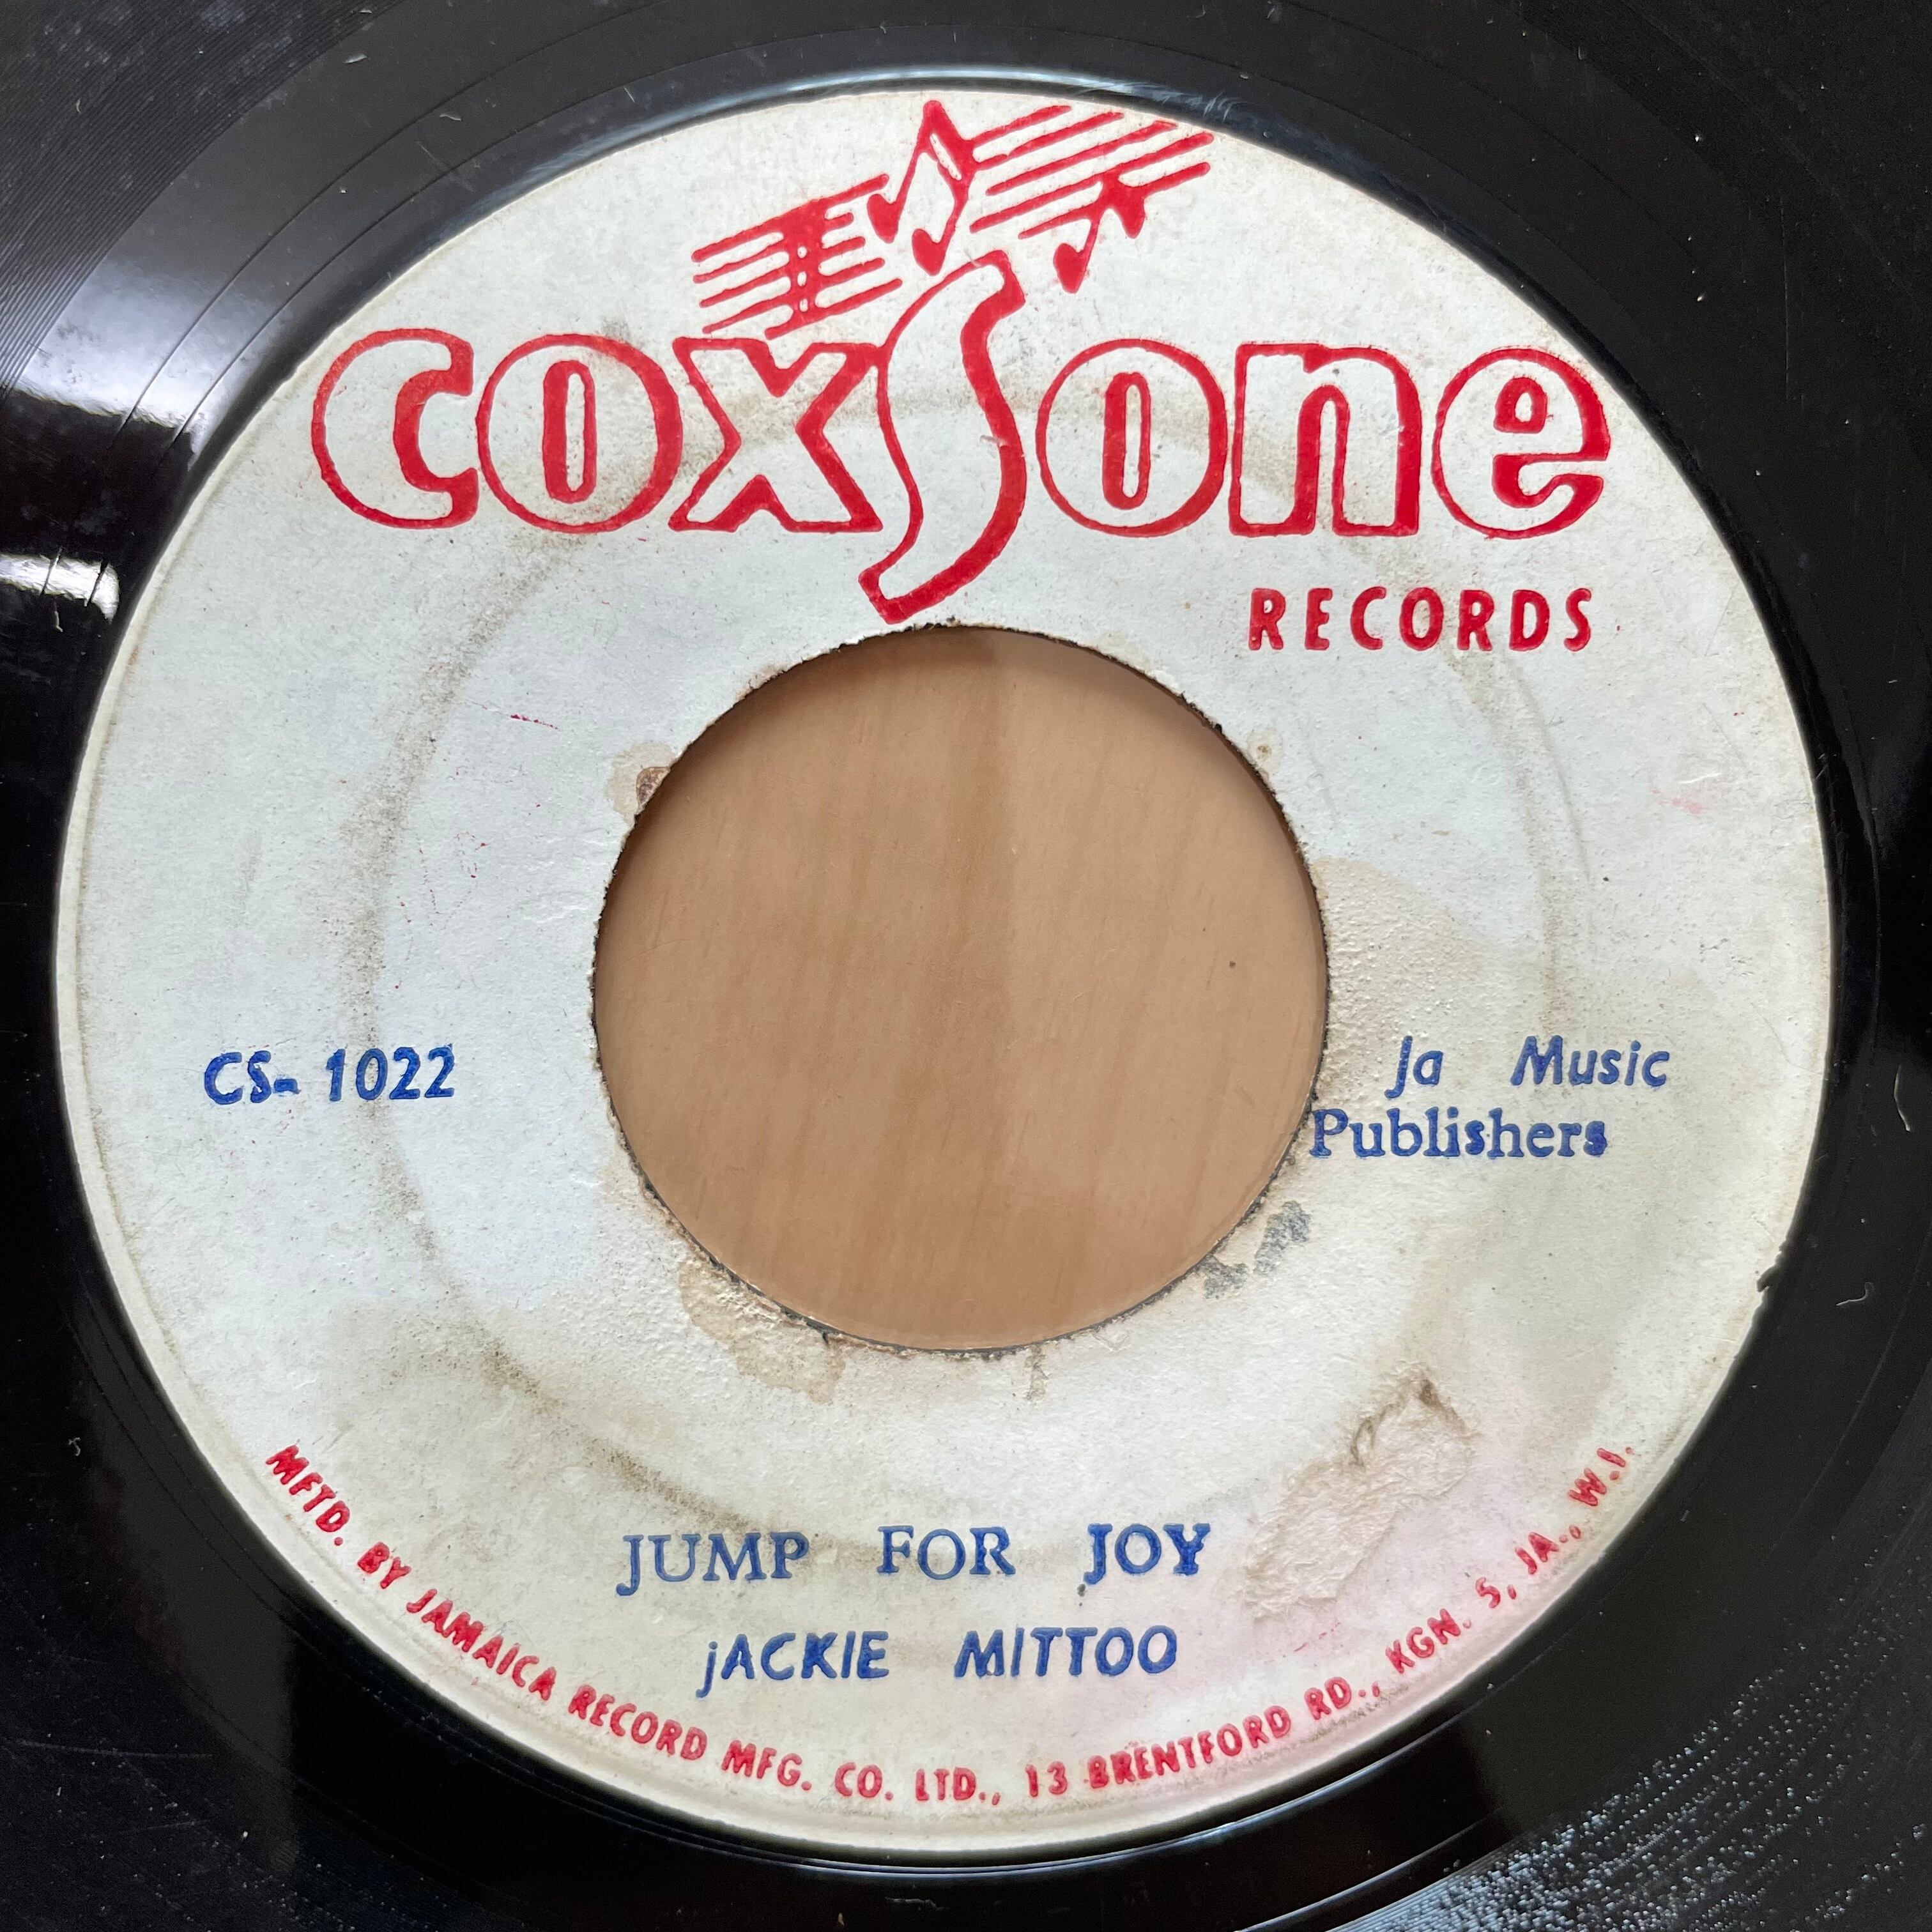 coxsone
RECORDS
CS- 1022
Ja Music
Publishers
JUMP FOR JOY
jACKIE MITTOO
MFTD. BY JAMAICA RECORD MFG. CO. LTD., 13 BRENTFORD RD., KGN. 5, JA., W.I.